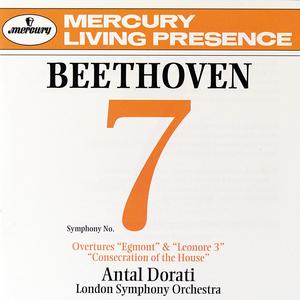 mercury
MERCURY
LIVING PRESENCE
BEETHOVEN
7
Symphony No.
Overtures "Egmont" & "Leonore 3"
"Consecration of the House"
Antal Dorati
London Symphony Orchestra